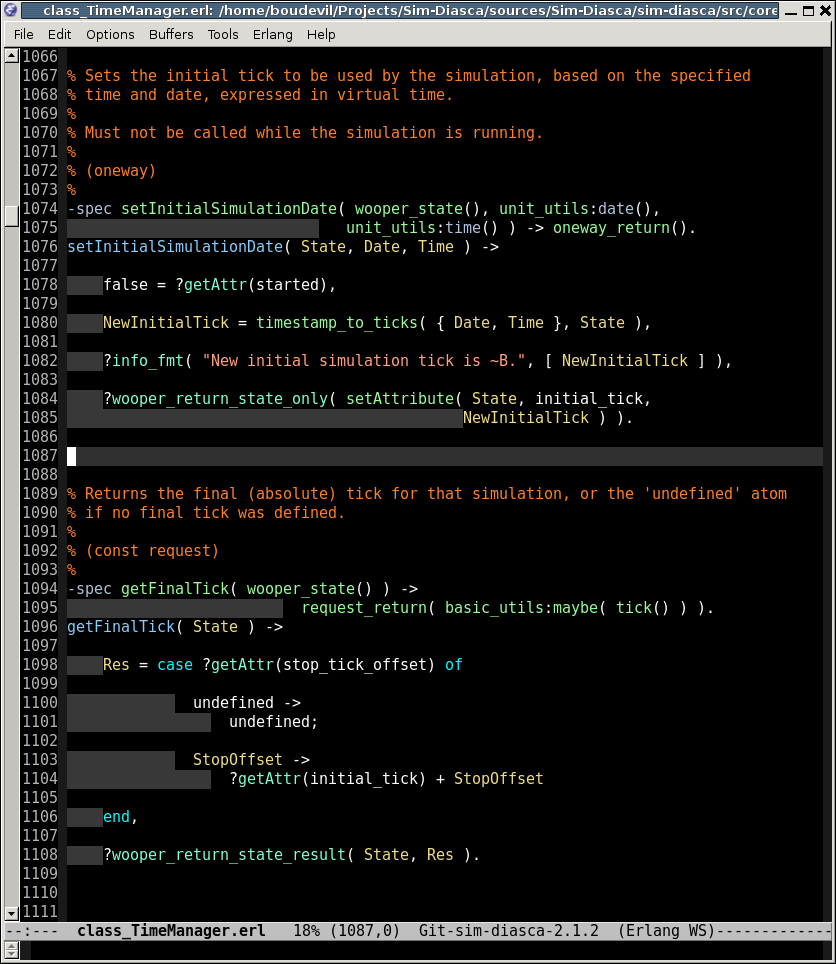 class_TimeManager.erl: /home/boudevil/Projects/Sim-Diasca/sources/Sim-Diasca/sim-diasca/src/core
File Edit Options Buffers Tools Erlang Help
1066
1067 % Sets the initial tick to be used by the simulation, based on the specified
1068 % time and date, expressed in virtual time.
1069 %
1070 % Must not be called while the simulation is running.
1071 %
1072 % (oneway)
1073 %
1074 -spec setInitialSimulationDate( wooper_state(), unit_utils:date(),
1075 unit_utils:time() ) -> oneway_return().
1076 setInitialSimulationDate( State, Date, Time ) ->
1077
1078 false = ?getAttr(started),
1079
1080 NewInitialTick = timestamp_to_ticks( { Date, Time }, State ),
1081
1082 ?info_fmt( "New initial simulation tick is ~B.", [ NewInitialTick ] ),
1083
1084 ?wooper_return_state_only( setAttribute( State, initial_tick,
1085 NewInitialTick ) ).
1086
1087
1088
1089 % Returns the final (absolute) tick for that simulation, or the 'undefined' atom
1090 % if no final tick was defined.
1091 %
1092 % (const request)
1093 %
1094 -spec getFinalTick( wooper_state() ) ->
1095 request_return( basic_utils:maybe( tick() ) ).
1096 getFinalTick( State ) ->
1097
1098 Res = case ?getAttr(stop_tick_offset) of
1099
1100 undefined ->
1101 undefined;
1102
1103 StopOffset ->
1104 ?getAttr(initial_tick) + StopOffset
1105
1106 end,
1107
1108 ?wooper_return_state_result( State, Res ).
1109
1110
1111
--:--- class_TimeManager.erl 18% (1087,0) Git-sim-diasca-2.1.2 (Erlang WS)-------------